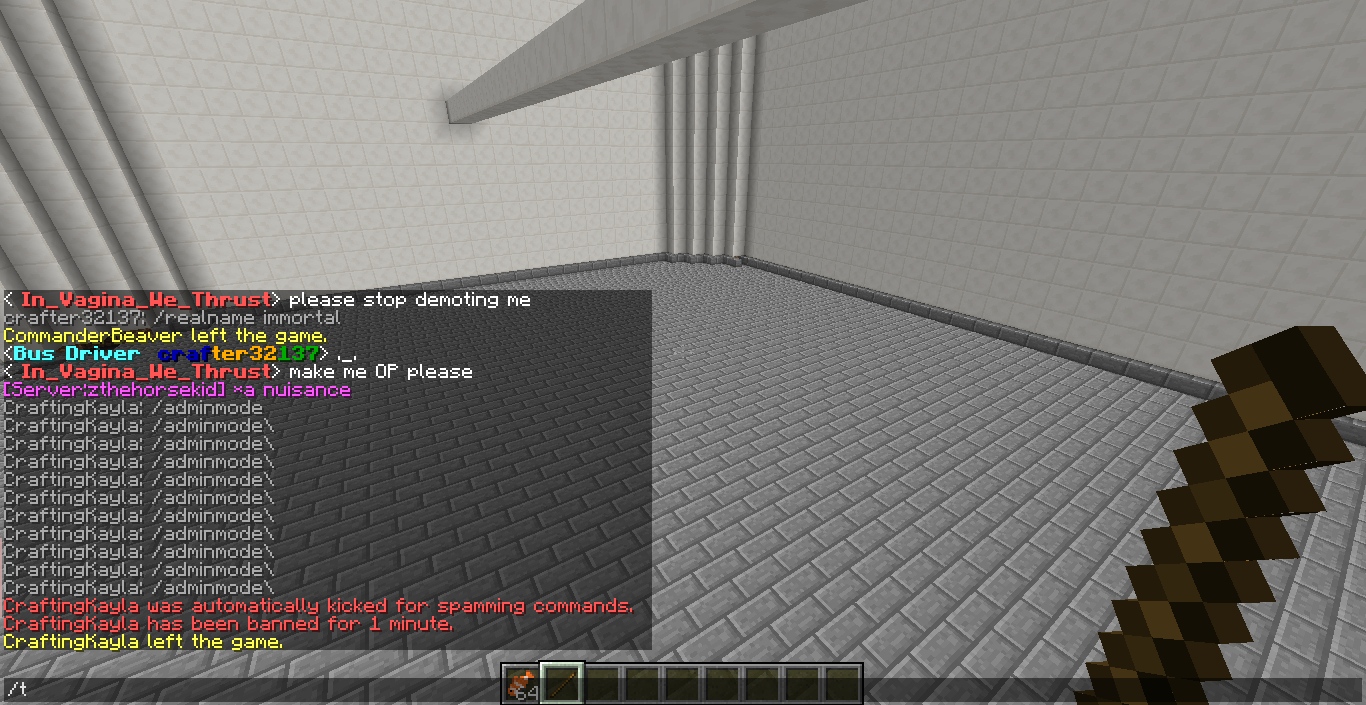 < In_Vagina_We_Thrust> please stop demoting me
crafter32137: /realname immortal
CommanderBeaver left the game.
<Bus Driver crafter32137> ._.
< In_Vagina_We_Thrust> make me OP please
[Server:zthehorsekid] *a nuisance
CraftingKayla: /adminmode
CraftingKayla: /adminmode\
CraftingKayla: /adminmode\
CraftingKayla: /adminmode\
CraftingKayla: /adminmode\
CraftingKayla: /adminmode\
CraftingKayla: /adminmode\
CraftingKayla: /adminmode\
CraftingKayla: /adminmode\
CraftingKayla: /adminmode\
CraftingKayla: /adminmode\
CraftingKayla was automatically kicked for spamming commands.
CraftingKayla has been banned for 1 minute.
CraftingKayla left the game.
64
/t